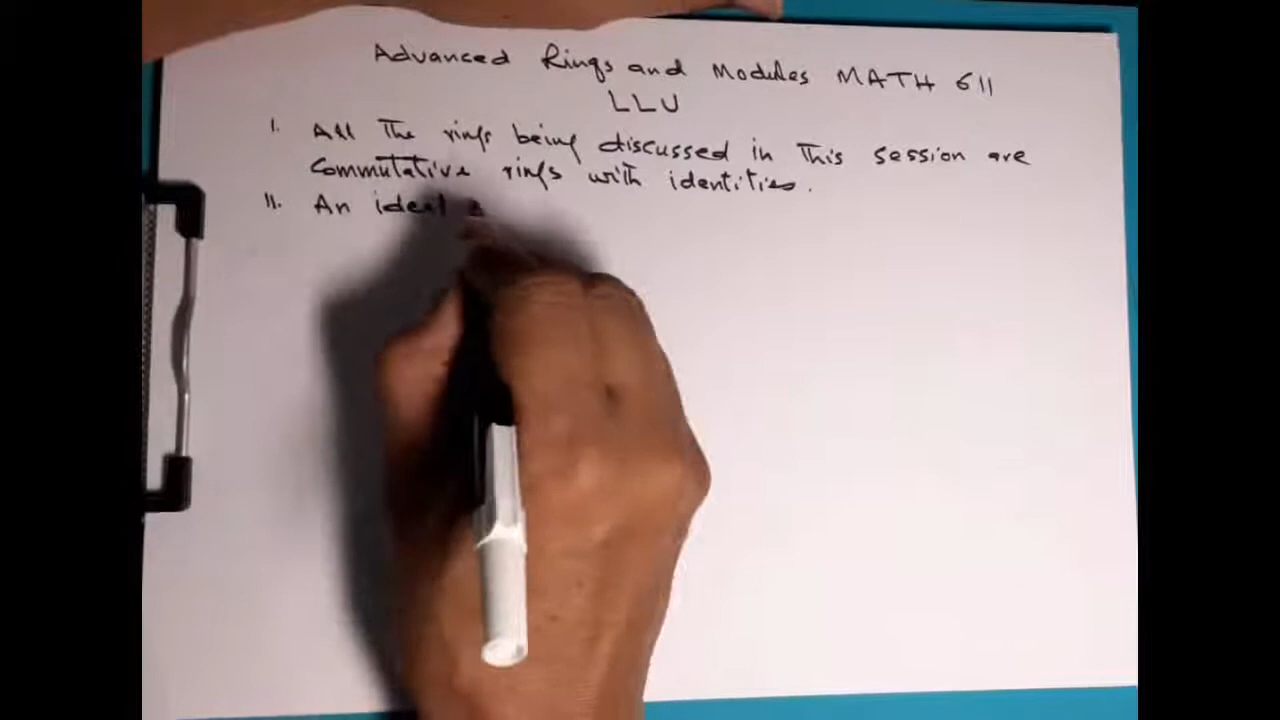 Advanced Rings and Modules MATH 611
LLU
I. All The rings being discussed in This session are
Commutative rings with identities.
II. An ideal